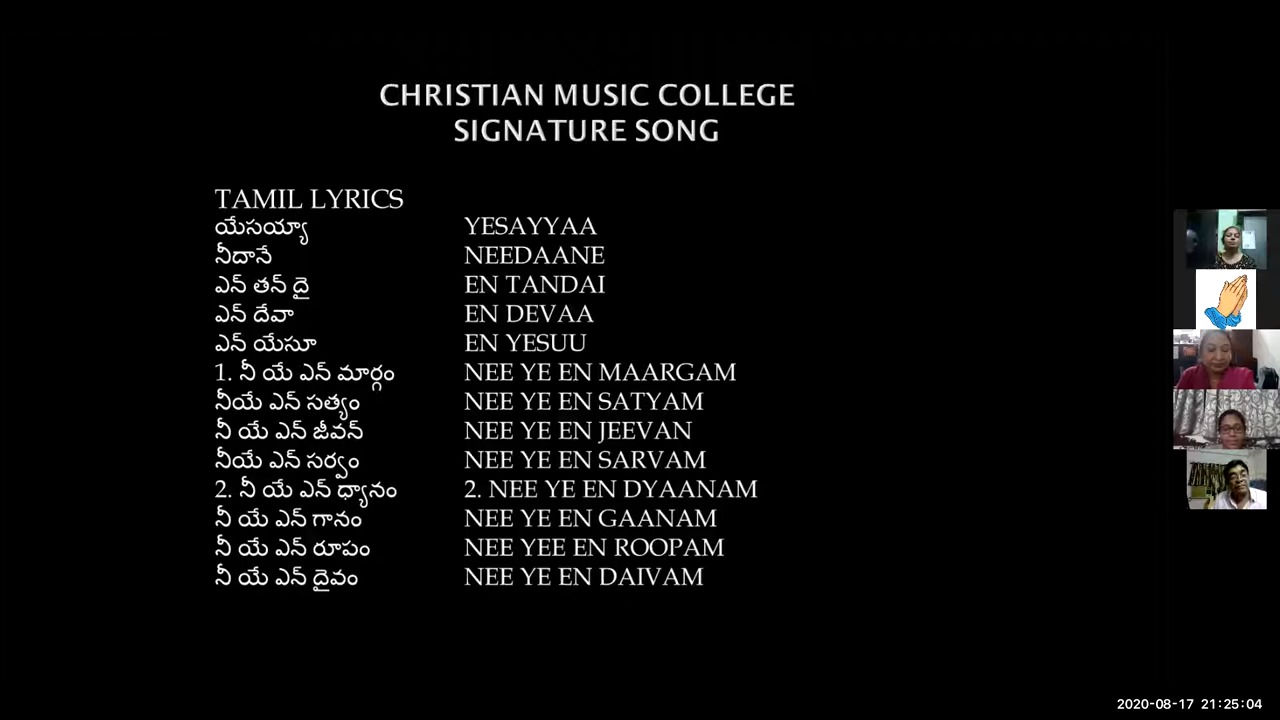 CHRISTIAN MUSIC COLLEGE
SIGNATURE SONG
TAMIL LYRICS
యేసయ్యా YESAYYAA
నీదానే NEEDAANE
ఎన్ తన్ దై EN TANDAI
ఎన్ దేవా EN DEVAA
ఎన్ యేసూ EN YESUU
1. నీ యే ఎన్ మార్గం NEE YE EN MAARGAM
నీయే ఎన్ సత్యం NEE YE EN SATYAM
నీ యే ఎన్ జీవన్ NEE YE EN JEEVAN
నీయే ఎన్ సర్వం NEE YE EN SARVAM
2. నీ యే ఎన్ ధ్యానం 2. NEE YE EN DYAANAM
నీ యే ఎన్ గానం NEE YE EN GAANAM
నీ యే ఎన్ రూపం NEE YEE EN ROOPAM
నీ యే ఎన్ దైవం NEE YE EN DAIVAM
2020-08-17 21:25:04